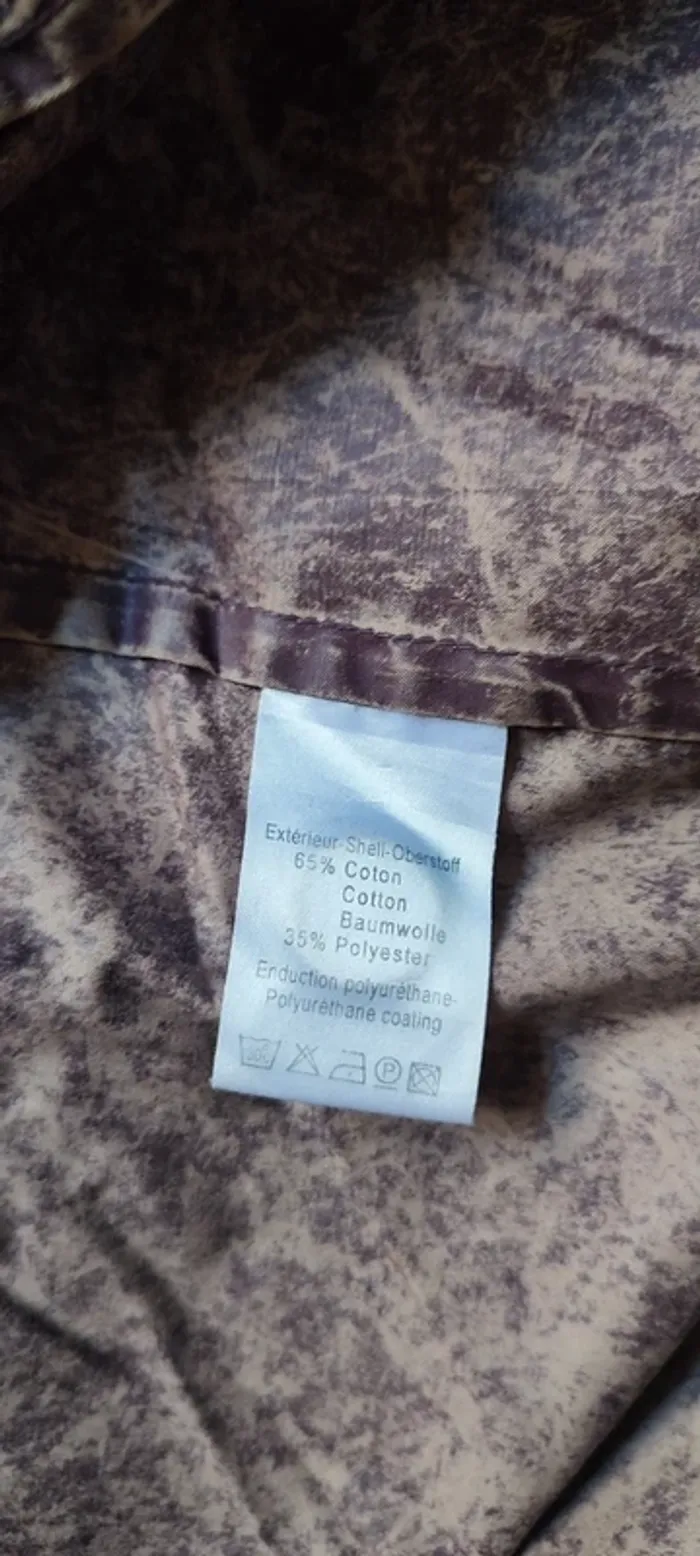 Extérieur-Shell-Oberstoff
65% Coton
Cotton
Baumwolle
35% Polyester
Enduction polyuréthane-
Polyuréthane coating
P